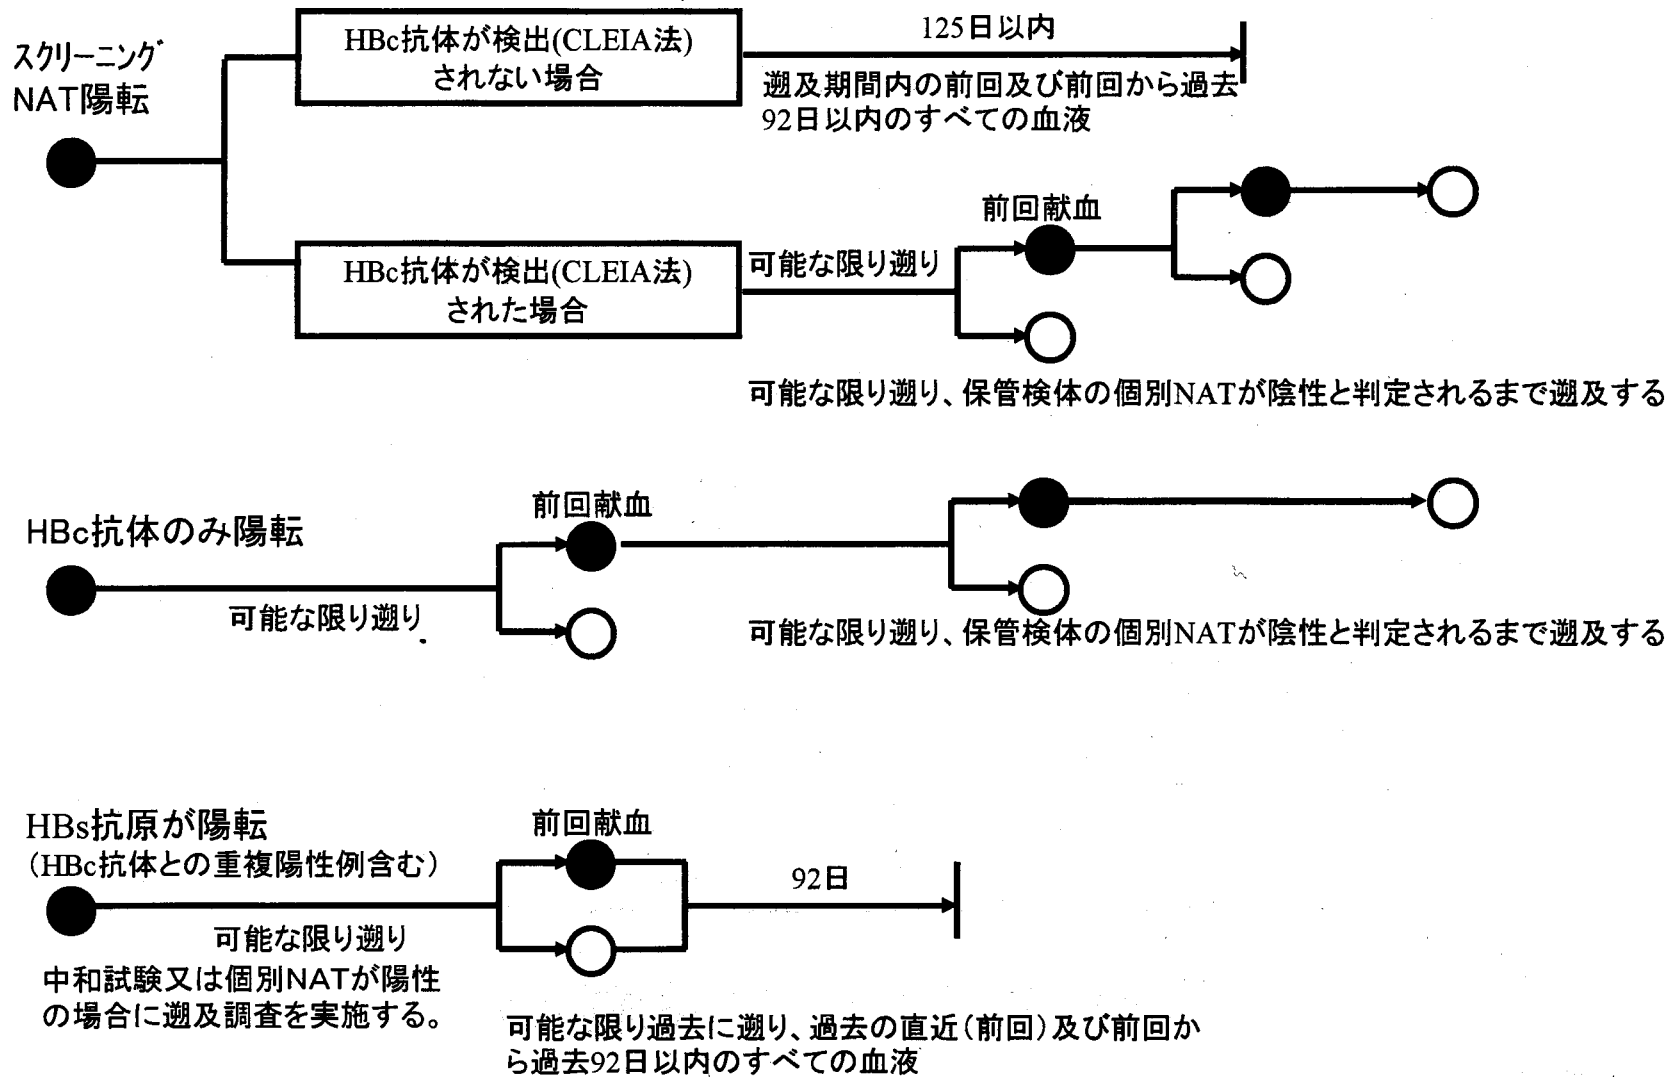 スクリーニング
NAT陽転
HBc抗体が検出(CLEIA法)
されない場合
125日以内
遡及期間内の前回及び前回から過去
92日以内のすべての血液
HBc抗体が検出(CLEIA法)
された場合
可能な限り遡り
前回献血
可能な限り遡り、保管検体の個別NATが陰性と判定されるまで遡及する
HBc抗体のみ陽転
可能な限り遡り
前回献血
可能な限り遡り、保管検体の個別NATが陰性と判定されるまで遡及する
HBs抗原が陽転
（HBc抗体との重複陽性例含む）
可能な限り遡り
中和試験又は個別NATが陽性
の場合に遡及調査を実施する。
前回献血
92日
可能な限り過去に遡り、過去の直近（前回）及び前回か
ら過去92日以内のすべての血液